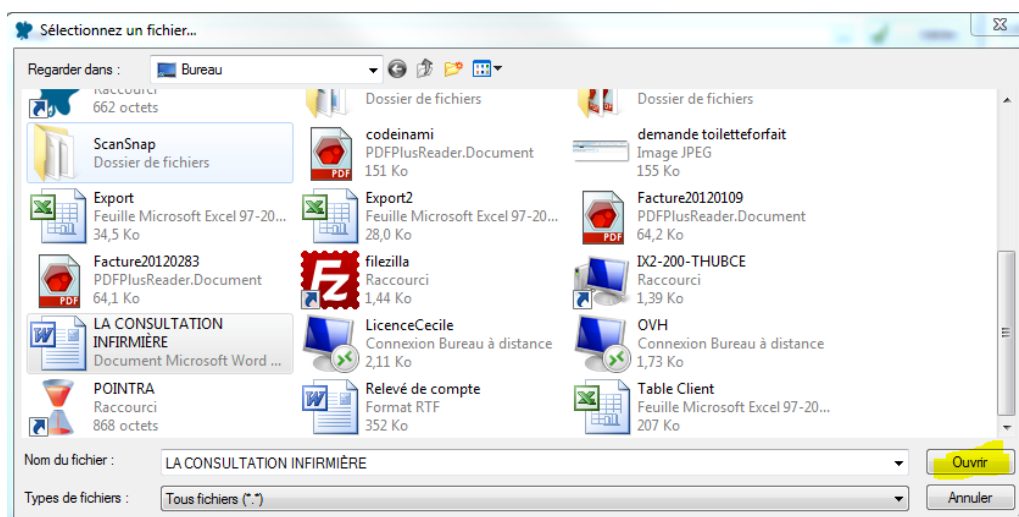 Sélectionnez un fichier...
Regarder dans :
Bureau
Raccourci
662 octets
Dossier de fichiers
Dossier de fichiers
ScanSnap
Dossier de fichiers
codeinami
PDFPlusReader.Document
151 Ko
demande toiletteforfait
Image JPEG
155 Ko
Export
Feuille Microsoft Excel 97-20...
34,5 Ko
Export2
Feuille Microsoft Excel 97-20...
28,0 Ko
Facture20120109
PDFPlusReader.Document
64,2 Ko
Facture20120283
PDFPlusReader.Document
64,1 Ko
filezilla
Raccourci
1,44 Ko
IX2-200-THUBCE
Raccourci
1,39 Ko
LA CONSULTATION
INFIRMIÈRE
Document Microsoft Word ...
LicenceCecile
Connexion Bureau à distance
2,11 Ko
OVH
Connexion Bureau à distance
1,73 Ko
POINTRA
Raccourci
868 octets
Relevé de compte
Format RTF
352 Ko
Table Client
Feuille Microsoft Excel 97-20...
207 Ko
Nom du fichier :
LA CONSULTATION INFIRMIÈRE
Ouvrir
Types de fichiers :
Tous fichiers (*.*)
Annuler
PDF
PDF
PDF
Fz